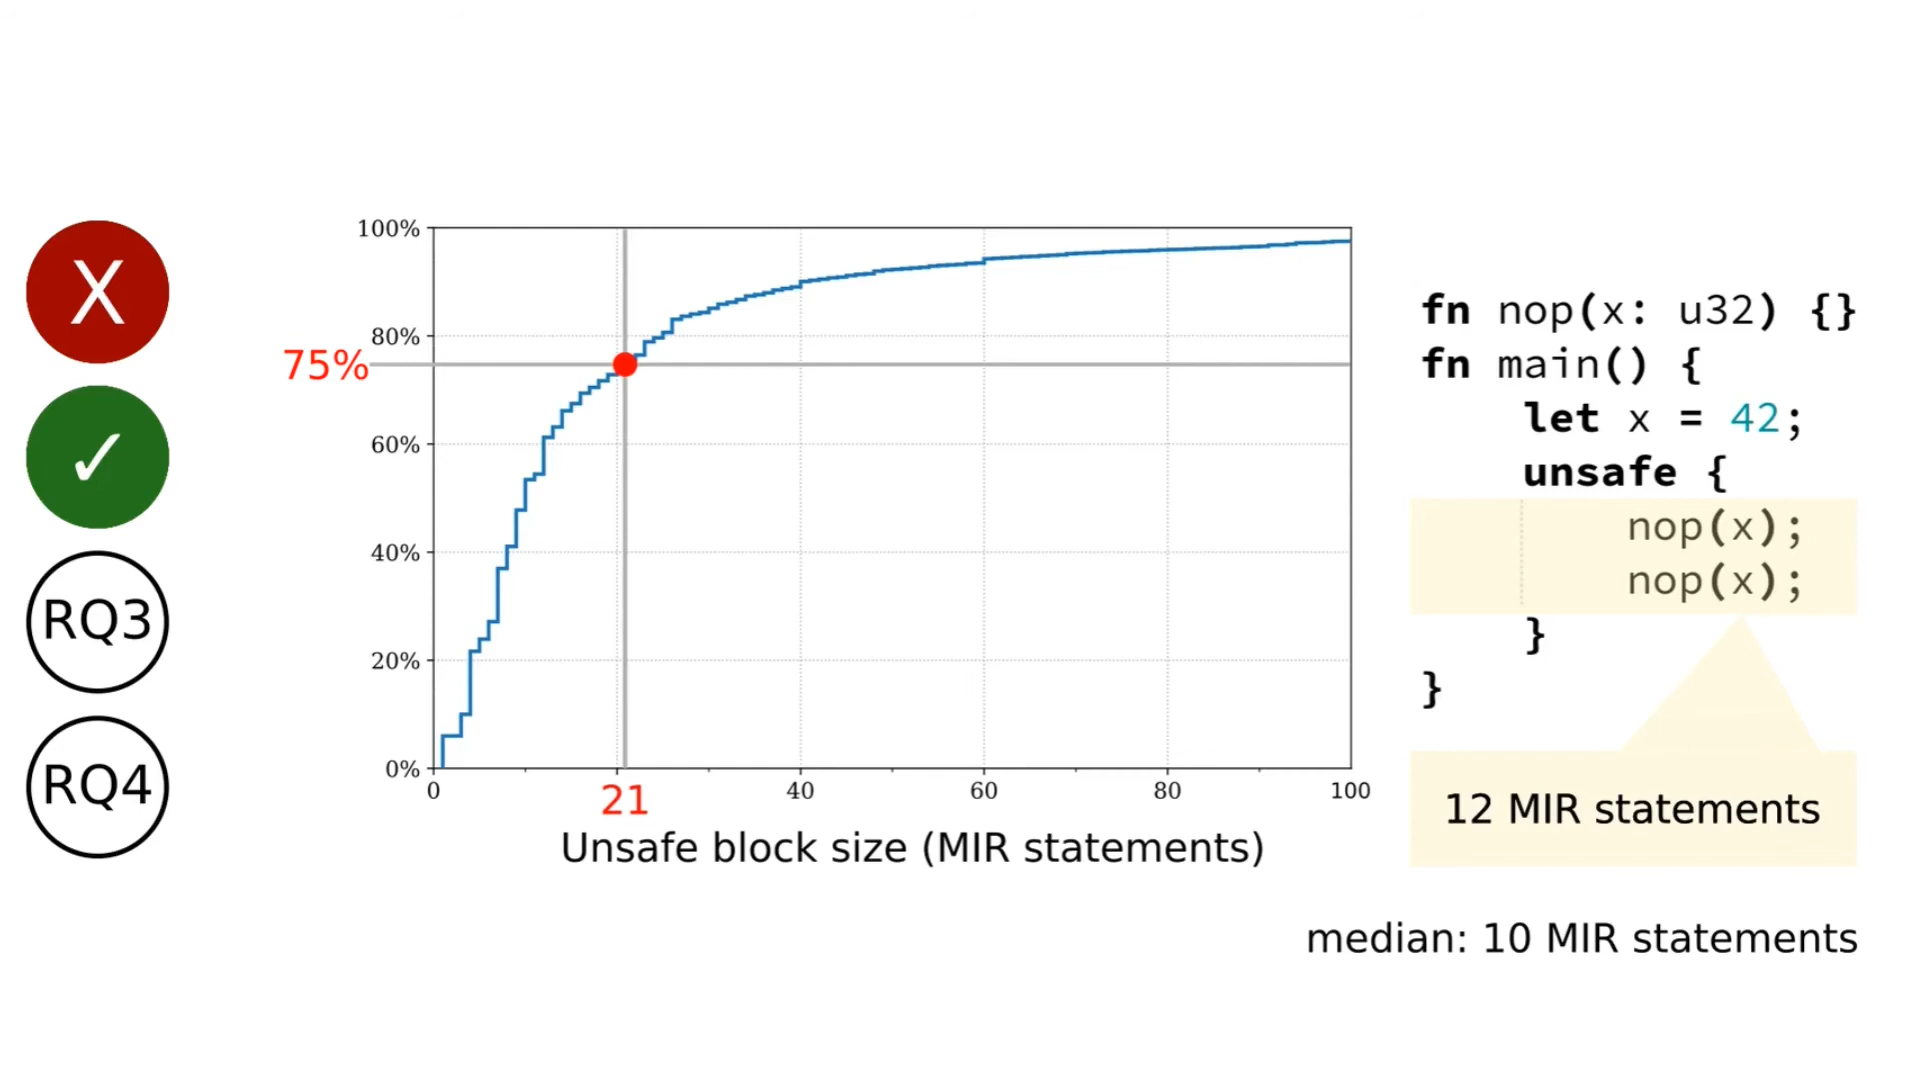 X
✓
RQ3
RQ4
100%
80%
75%
60%
40%
20%
0%
0
21
40
60
80
100
Unsafe block size (MIR statements)
fn nop(x: u32) {}
fn main() {
let x = 42;
unsafe {
nop(x);
nop(x);
}
}
12 MIR statements
median: 10 MIR statements